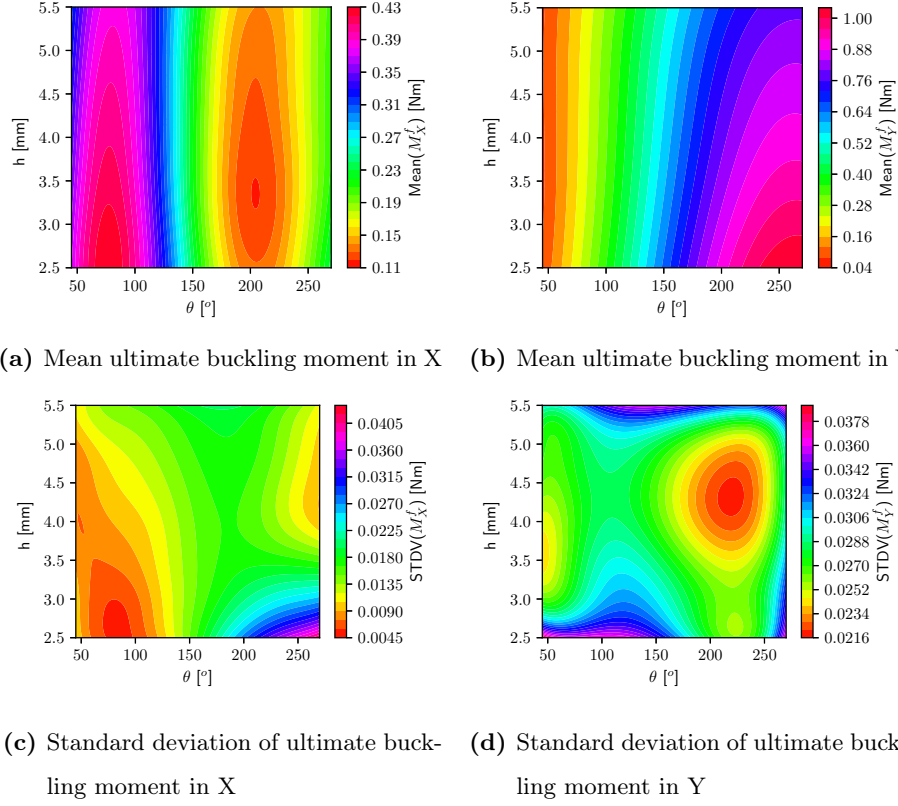 5.5
5.0
4.5
4.0
3.5
3.0
2.5
h [mm]
50 100 150 200 250
θ [°]
0.43
0.39
0.35
0.31
0.27
0.23
0.19
0.15
0.11
Mean(M_X^f) [Nm]
5.5
5.0
4.5
4.0
3.5
3.0
2.5
h [mm]
50 100 150 200 250
θ [°]
1.00
0.88
0.76
0.64
0.52
0.40
0.28
0.16
0.04
Mean(M_Y^f) [Nm]
(a) Mean ultimate buckling moment in X
(b) Mean ultimate buckling moment in
5.5
5.0
4.5
4.0
3.5
3.0
2.5
h [mm]
50 100 150 200 250
θ [°]
0.0405
0.0360
0.0315
0.0270
0.0225
0.0180
0.0135
0.0090
0.0045
STDV(M_X^f) [Nm]
5.5
5.0
4.5
4.0
3.5
3.0
2.5
h [mm]
50 100 150 200 250
θ [°]
0.0378
0.0360
0.0342
0.0324
0.0306
0.0288
0.0270
0.0252
0.0234
0.0216
STDV(M_Y^f) [Nm]
(c) Standard deviation of ultimate buck-
ling moment in X
(d) Standard deviation of ultimate buck
ling moment in Y